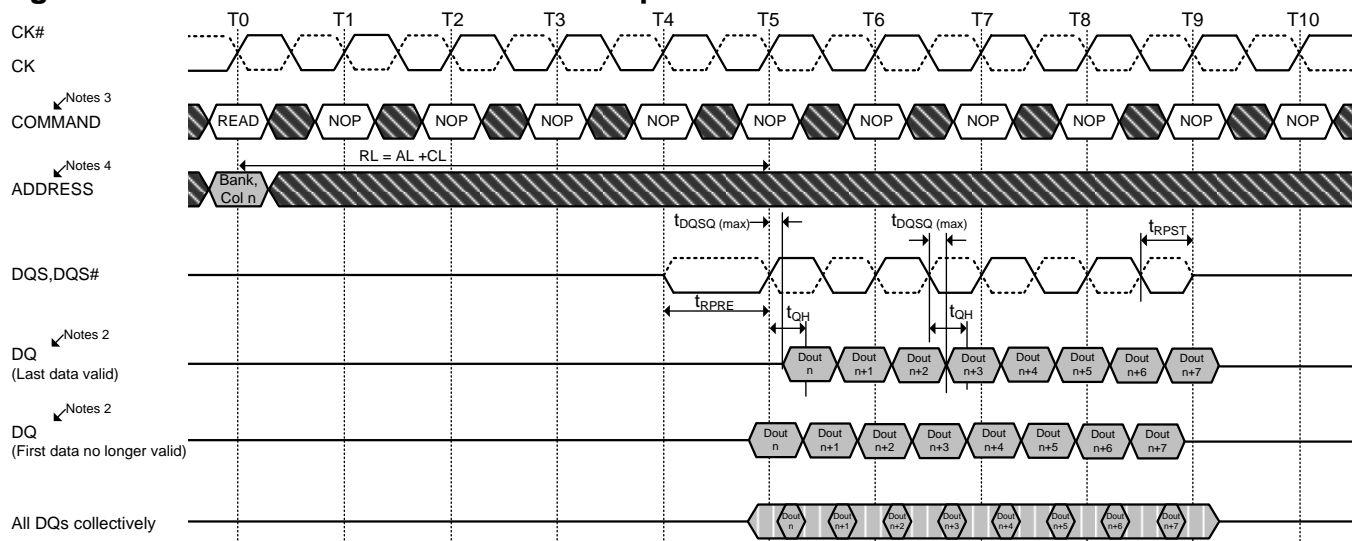 T0 T1 T2 T3 T4 T5 T6 T7 T8 T9 T10
CK#
CK
Notes 3
COMMAND
READ NOP NOP NOP NOP NOP NOP NOP NOP NOP NOP
RL = AL +CL
Notes 4
ADDRESS
Bank,
Col n
tDQSQ (max) tDQSQ (max) tRPST
DQS,DQS#
tRPRE tQH tQH
Notes 2
DQ
(Last data valid)
Dout n Dout n+1 Dout n+2 Dout n+3 Dout n+4 Dout n+5 Dout n+6 Dout n+7
Notes 2
DQ
(First data no longer valid)
Dout n Dout n+1 Dout n+2 Dout n+3 Dout n+4 Dout n+5 Dout n+6 Dout n+7
All DQs collectively
Dout n Dout n+1 Dout n+2 Dout n+3 Dout n+4 Dout n+5 Dout n+6 Dout n+7